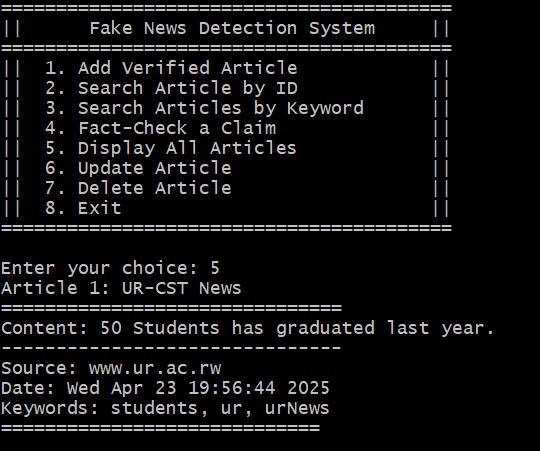 =========================================
||      Fake News Detection System     ||
=========================================
||  1. Add Verified Article            ||
||  2. Search Article by ID            ||
||  3. Search Articles by Keyword      ||
||  4. Fact-Check a Claim              ||
||  5. Display All Articles            ||
||  6. Update Article                  ||
||  7. Delete Article                  ||
||  8. Exit                            ||
=========================================
Enter your choice: 5
Article 1: UR-CST News
===============================
Content: 50 Students has graduated last year.
-------------------------------
Source: www.ur.ac.rw
Date: Wed Apr 23 19:56:44 2025
Keywords: students, ur, urNews
=============================